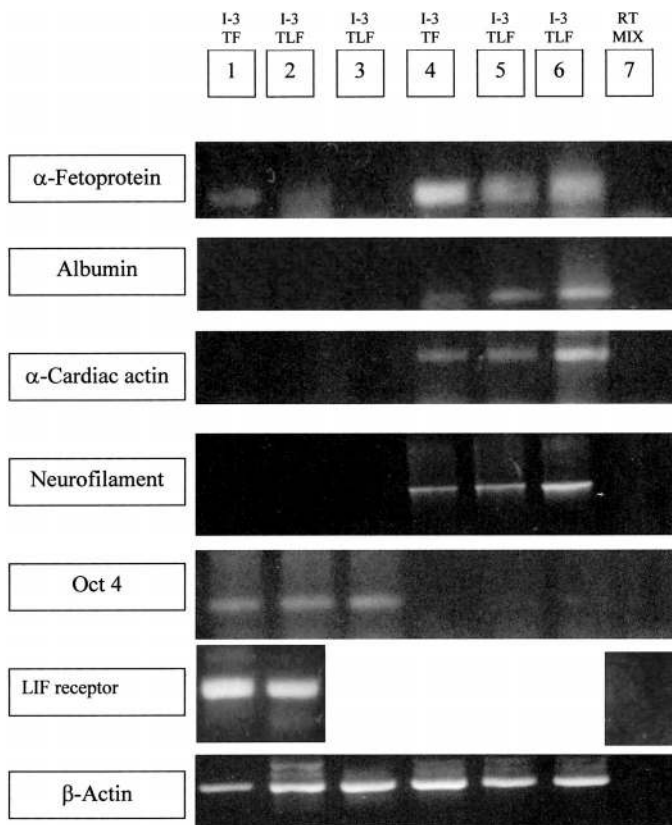 I-3 I-3 I-3 I-3 I-3 I-3 RT
TF TLF TLF TF TLF TLF MIX
1 2 3 4 5 6 7
α-Fetoprotein
Albumin
α-Cardiac actin
Neurofilament
Oct 4
LIF receptor
β-Actin